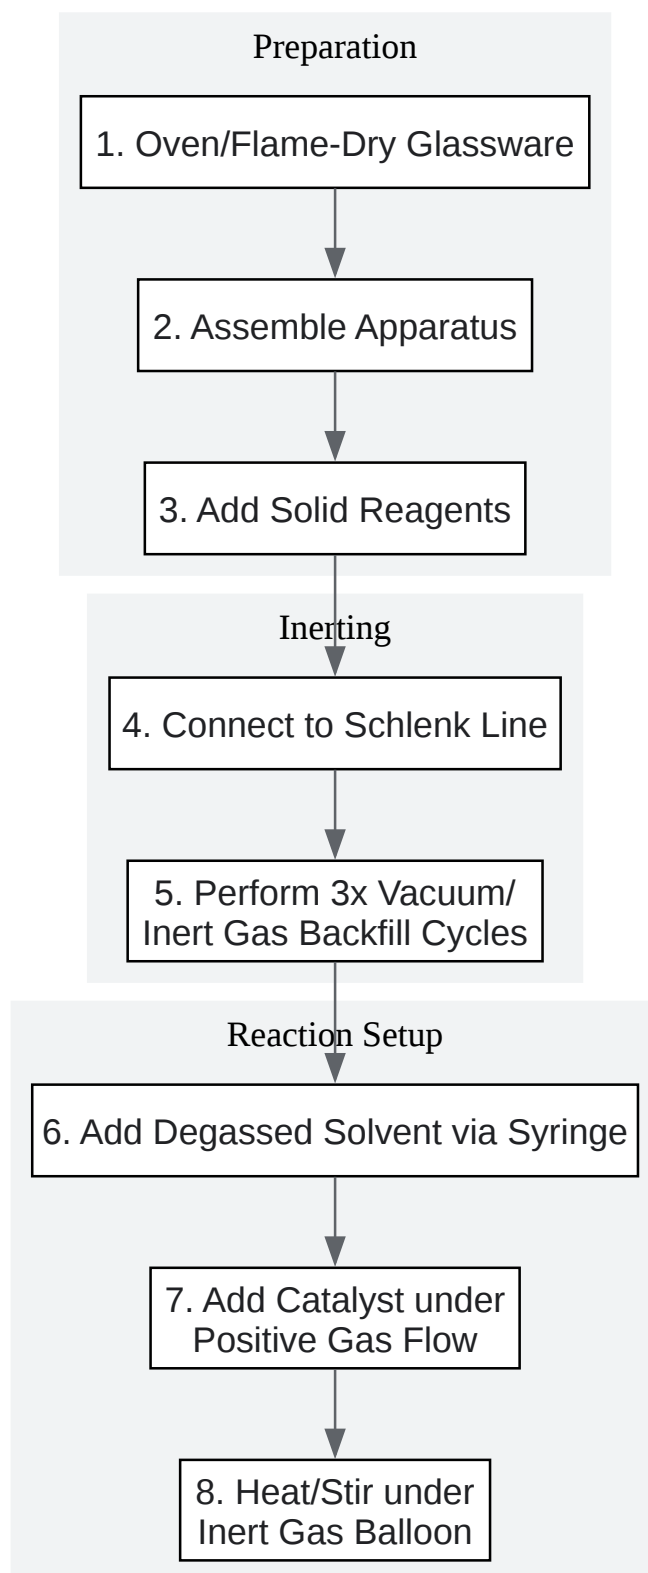 Preparation
1. Oven/Flame-Dry Glassware
2. Assemble Apparatus
3. Add Solid Reagents
Inerting
4. Connect to Schlenk Line
5. Perform 3x Vacuum/
Inert Gas Backfill Cycles
Reaction Setup
6. Add Degassed Solvent via Syringe
7. Add Catalyst under
Positive Gas Flow
8. Heat/Stir under
Inert Gas Balloon